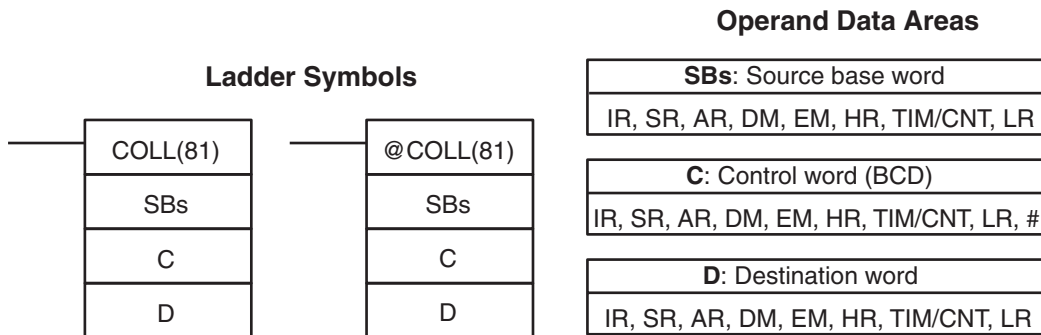 Ladder Symbols
COLL(81)
SBs
C
D
@COLL(81)
SBs
C
D
Operand Data Areas
SBs: Source base word
IR, SR, AR, DM, EM, HR, TIM/CNT, LR
C: Control word (BCD)
IR, SR, AR, DM, EM, HR, TIM/CNT, LR, #
D: Destination word
IR, SR, AR, DM, EM, HR, TIM/CNT, LR